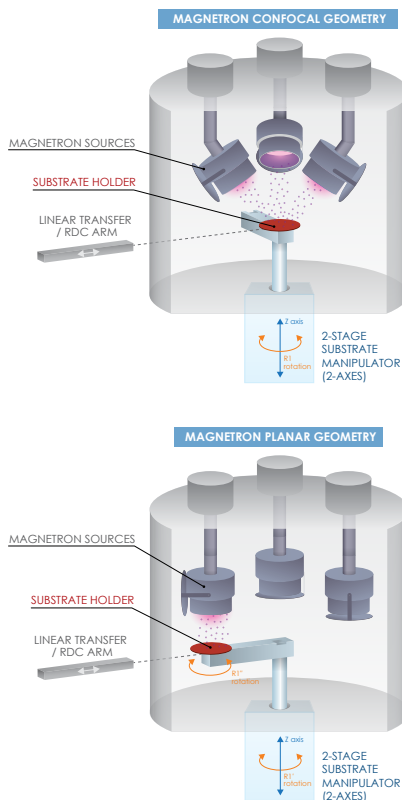 MAGNETRON CONFOCAL GEOMETRY
MAGNETRON SOURCES
SUBSTRATE HOLDER
LINEAR TRANSFER
/ RDC ARM
Z axis
R1
rotation
2-STAGE
SUBSTRATE
MANIPULATOR
(2-AXES)
MAGNETRON PLANAR GEOMETRY
MAGNETRON SOURCES
SUBSTRATE HOLDER
LINEAR TRANSFER
/ RDC ARM
R1"
rotation
Z axis
R1'
rotation
2-STAGE
SUBSTRATE
MANIPULATOR
(2-AXES)